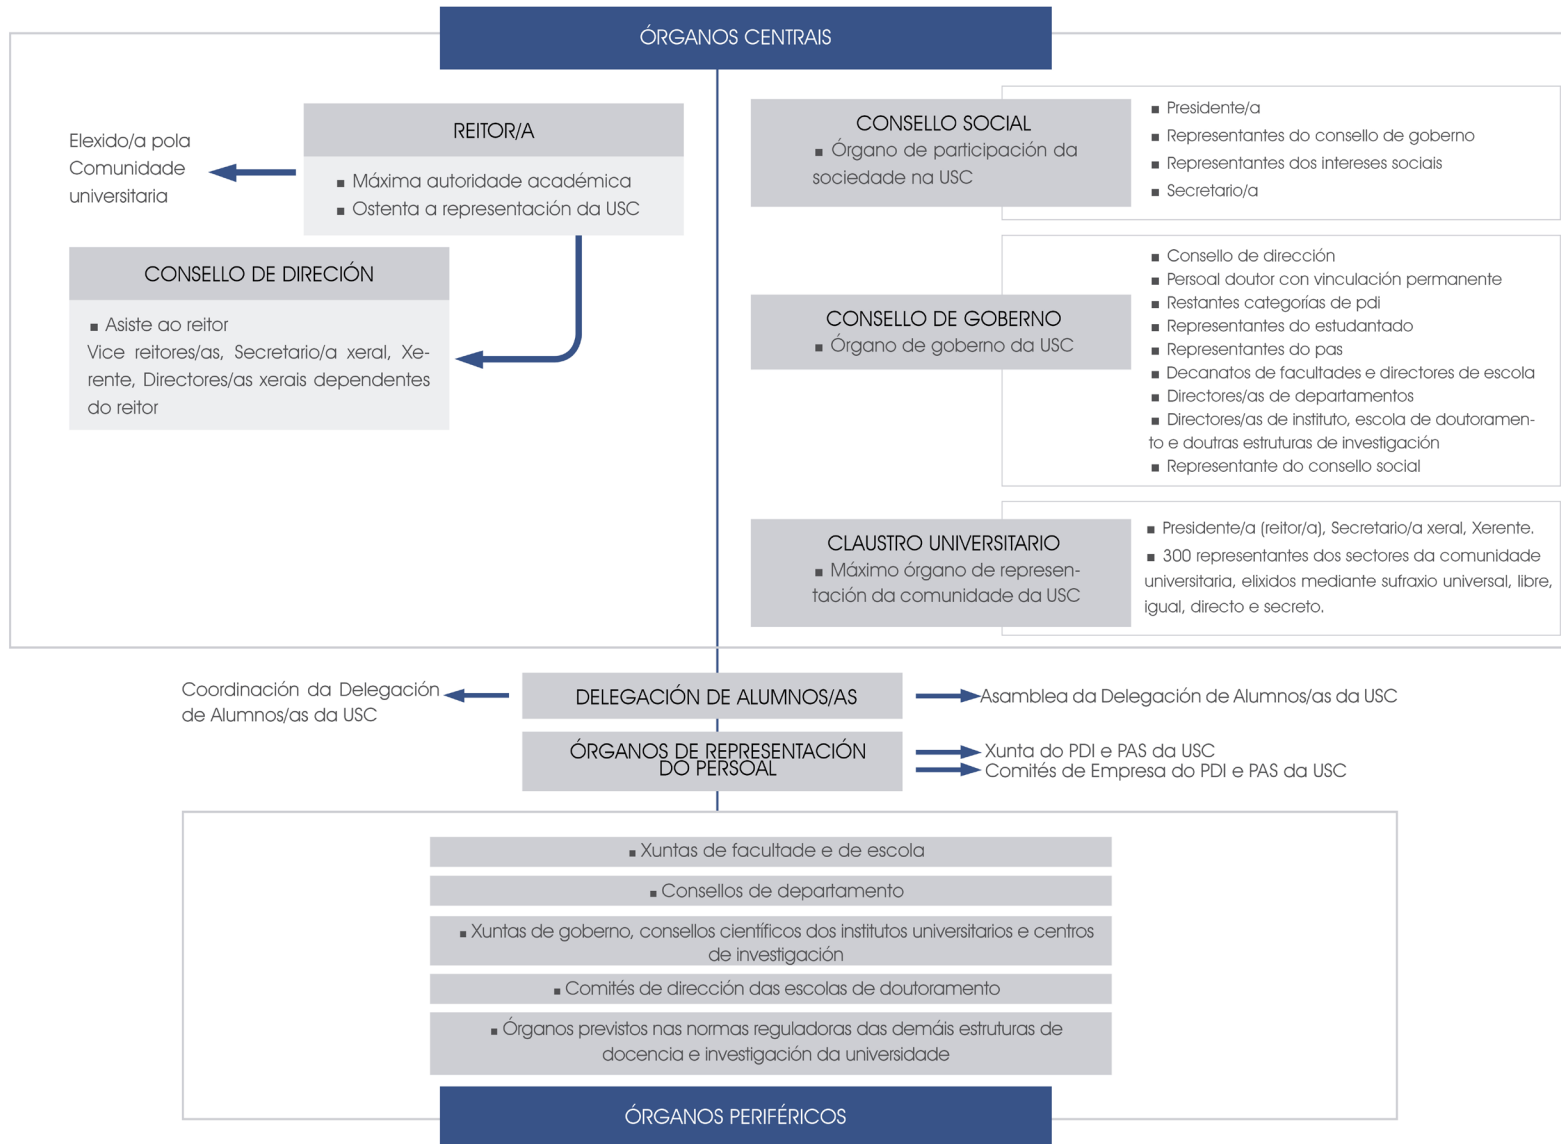 ÓRGANOS CENTRAIS
Elexido/a pola
Comunidade
universitaria
REITOR/A
▪ Máxima autoridade académica
▪ Ostenta a representación da USC
CONSELLO DE DIRECIÓN
▪ Asiste ao reitor
Vice reitores/as, Secretario/a xeral, Xe-
rente, Directores/as xerais dependentes
do reitor
CONSELLO SOCIAL
▪ Órgano de participación da
sociedade na USC
▪ Presidente/a
▪ Representantes do consello de goberno
▪ Representantes dos intereses sociais
▪ Secretario/a
CONSELLO DE GOBERNO
▪ Órgano de goberno da USC
▪ Consello de dirección
▪ Persoal doutor con vinculación permanente
▪ Restantes categorías de pdi
▪ Representantes do estudantado
▪ Representantes do pas
▪ Decanatos de facultades e directores de escola
▪ Directores/as de departamentos
▪ Directores/as de instituto, escola de doutoramen-
to e doutras estruturas de investigación
▪ Representante do consello social
CLAUSTRO UNIVERSITARIO
▪ Máximo órgano de represen-
tación da comunidade da USC
▪ Presidente/a (reitor/a), Secretario/a xeral, Xerente.
▪ 300 representantes dos sectores da comunidade
universitaria, elixidos mediante sufraxio universal, libre,
igual, directo e secreto.
Coordinación da Delegación
de Alumnos/as da USC
DELEGACIÓN DE ALUMNOS/AS
Asamblea da Delegación de Alumnos/as da USC
ÓRGANOS DE REPRESENTACIÓN
DO PERSOAL
Xunta do PDI e PAS da USC
Comités de Empresa do PDI e PAS da USC
▪ Xuntas de facultade e de escola
▪ Consellos de departamento
▪ Xuntas de goberno, consellos científicos dos institutos universitarios e centros
de investigación
▪ Comités de dirección das escolas de doutoramento
▪ Órganos previstos nas normas reguladoras das demáis estruturas de
docencia e investigación da universidade
ÓRGANOS PERIFÉRICOS